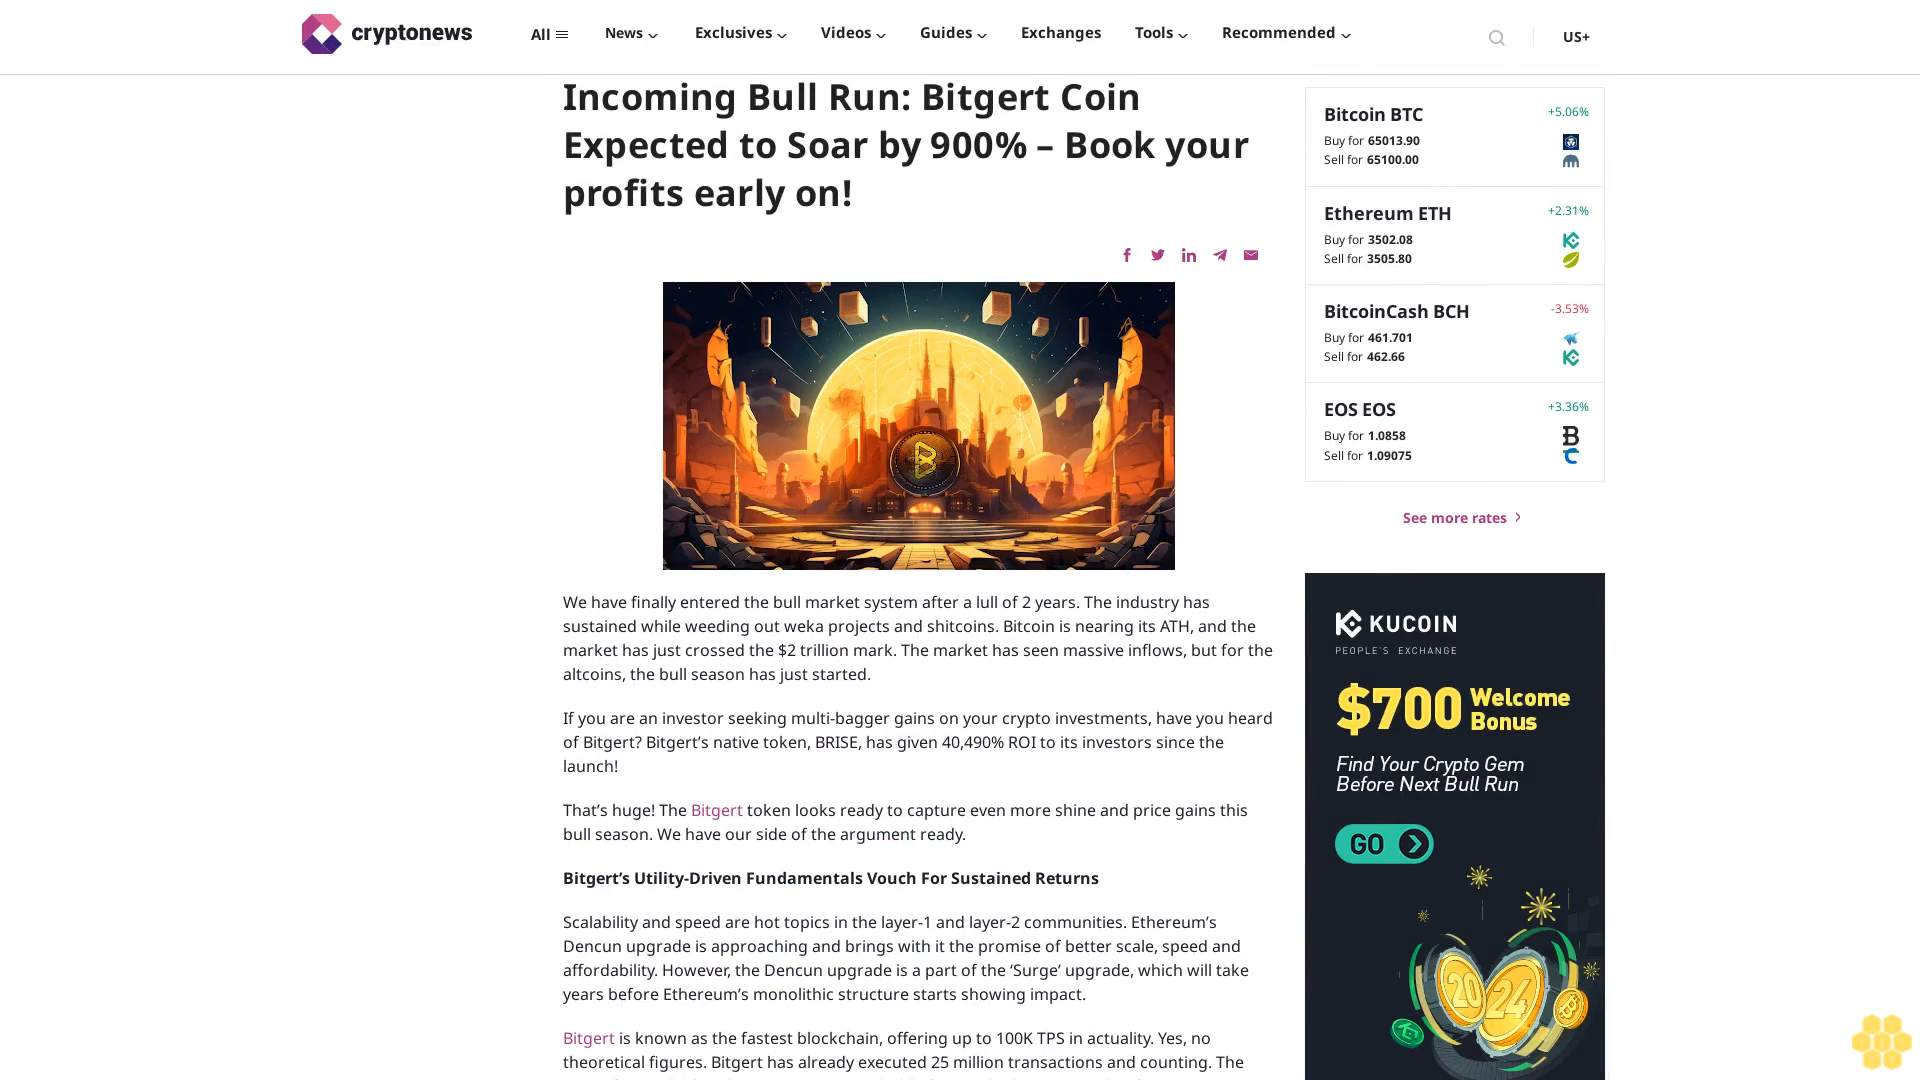 cryptonews
All
News
Exclusives
Videos
Guides
Exchanges
Tools
Recommended
US+
Incoming Bull Run: Bitgert Coin
Expected to Soar by 900% – Book your
profits early on!
We have finally entered the bull market system after a lull of 2 years. The industry has
sustained while weeding out weka projects and shitcoins. Bitcoin is nearing its ATH, and the
market has just crossed the $2 trillion mark. The market has seen massive inflows, but for the
altcoins, the bull season has just started.
If you are an investor seeking multi-bagger gains on your crypto investments, have you heard
of Bitgert? Bitgert’s native token, BRISE, has given 40,490% ROI to its investors since the
launch!
That’s huge! The Bitgert token looks ready to capture even more shine and price gains this
bull season. We have our side of the argument ready.
Bitgert’s Utility-Driven Fundamentals Vouch For Sustained Returns
Scalability and speed are hot topics in the layer-1 and layer-2 communities. Ethereum’s
Dencun upgrade is approaching and brings with it the promise of better scale, speed and
affordability. However, the Dencun upgrade is a part of the ‘Surge’ upgrade, which will take
years before Ethereum’s monolithic structure starts showing impact.
Bitgert is known as the fastest blockchain, offering up to 100K TPS in actuality. Yes, no
theoretical figures. Bitgert has already executed 25 million transactions and counting. The
Bitcoin BTC
+5.06%
Buy for 65013.90
Sell for 65100.00
Ethereum ETH
+2.31%
Buy for 3502.08
Sell for 3505.80
BitcoinCash BCH
-3.53%
Buy for 461.701
Sell for 462.66
EOS EOS
+3.36%
Buy for 1.0858
Sell for 1.09075
See more rates
KUCOIN
PEOPLE'S EXCHANGE
$700 Welcome
Bonus
Find Your Crypto Gem
Before Next Bull Run
GO
20
24